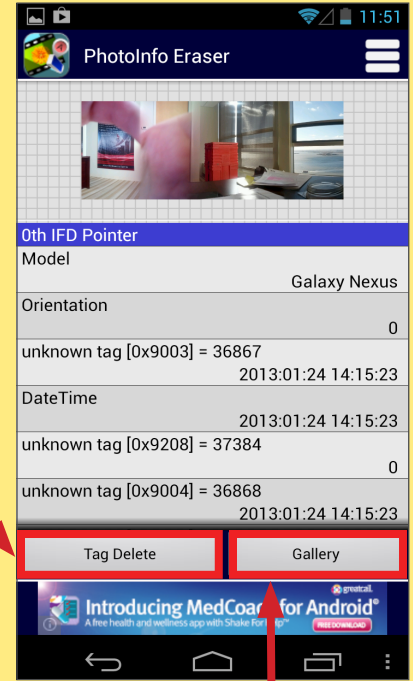 11:51
PhotoInfo Eraser
0th IFD Pointer
Model
Galaxy Nexus
Orientation
0
unknown tag [0x9003] = 36867
2013:01:24 14:15:23
DateTime
2013:01:24 14:15:23
unknown tag [0x9208] = 37384
0
unknown tag [0x9004] = 36868
2013:01:24 14:15:23
Tag Delete
Gallery
greatcall.
Introducing MedCoach for Android®
A free health and wellness app with Shake For Help™
FREE DOWNLOAD